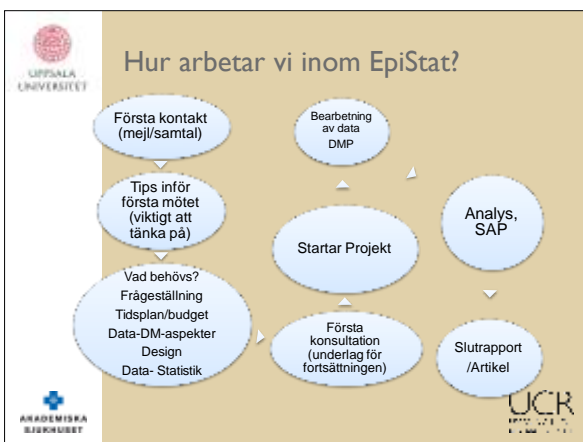 UPPSALA
UNIVERSITET
Hur arbetar vi inom EpiStat?
Första kontakt
(mejl/samtal)
Tips inför
första mötet
(viktigt att
tänka på)
Vad behövs?
Frågeställning
Tidsplan/budget
Data-DM-aspekter
Design
Data- Statistik
Första
konsultation
(underlag för
fortsättningen)
Startar Projekt
Bearbetning
av data
DMP
Analys,
SAP
Slutrapport
/Artikel
AKADEMISKA
SJUKHUSET
UCR